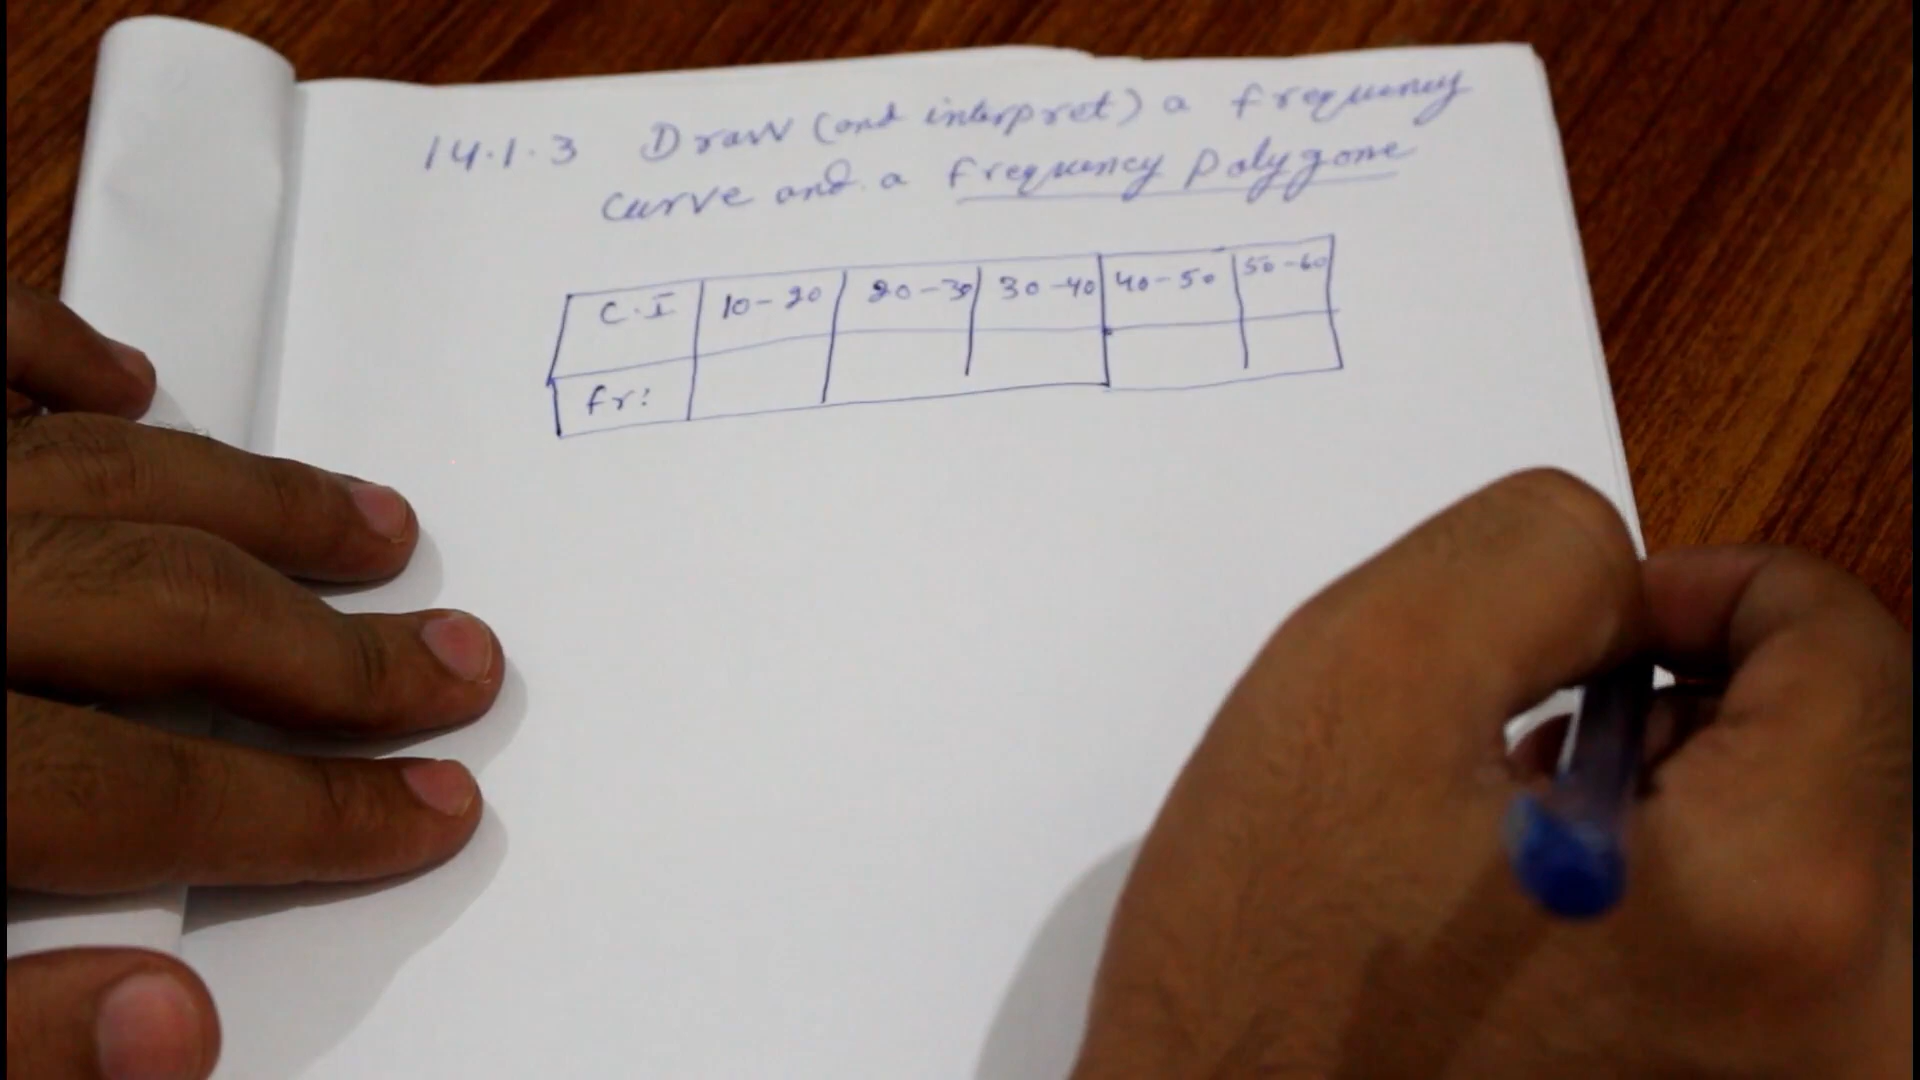 14.1.3 Draw (and interpret) a frequency
curve and a frequency polygone
C.I 10-20 20-30 30-40 40-50 50-60
fr: